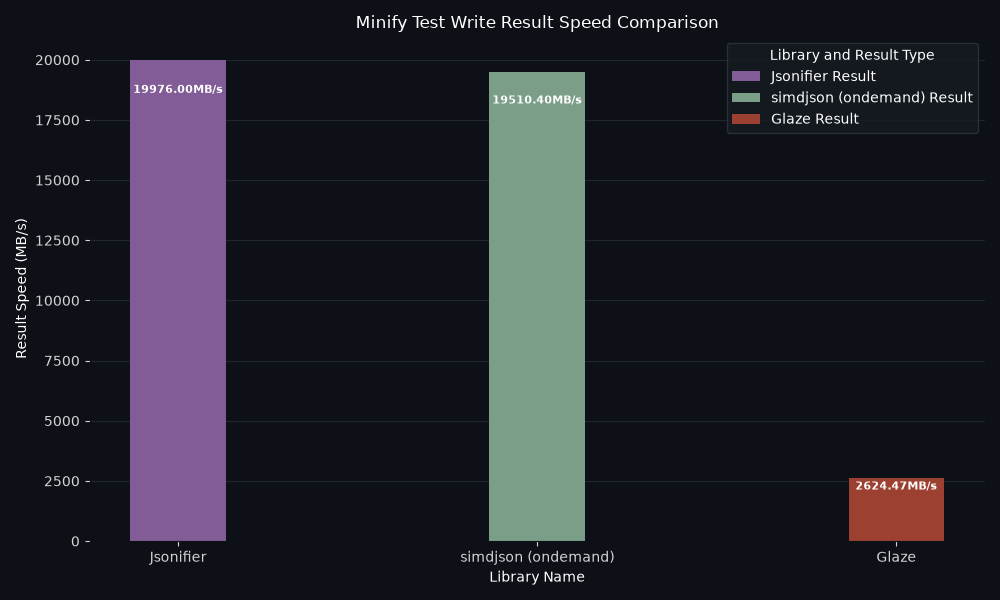 Minify Test Write Result Speed Comparison
Library and Result Type
Jsonifier Result
simdjson (ondemand) Result
Glaze Result
Result Speed (MB/s)
20000
17500
15000
12500
10000
7500
5000
2500
0
19976.00MB/s
19510.40MB/s
2624.47MB/s
Jsonifier
simdjson (ondemand)
Glaze
Library Name